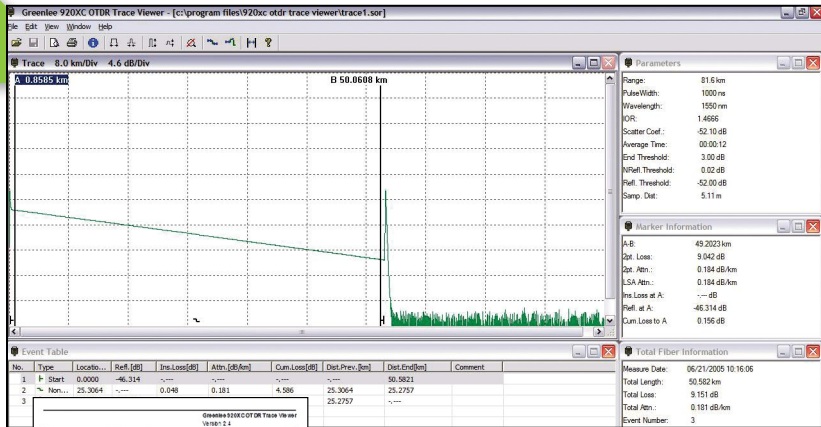 Greenlee 920XC OTDR Trace Viewer - [c:\program files\920xc otdr trace viewer\trace1.sor]
File Edit View Window Help
Trace 8.0 km/Div 4.6 dB/Div
A 0.8585 km
B 50.0608 km
Parameters
Range: 81.6 km
PulseWidth: 1000 ns
Wavelength: 1550 nm
IOR: 1.4666
Scatter Coef.: -52.10 dB
Average Time: 00:00:12
End Threshold: 3.00 dB
NRefl.Threshold: 0.02 dB
Refl. Threshold: -52.00 dB
Samp. Dist: 5.11 m
Marker Information
A-B: 49.2023 km
2pt. Loss: 9.042 dB
2pt. Attn.: 0.184 dB/km
LSA Attn.: 0.184 dB/km
Ins.Loss at A: -.--- dB
Refl. at A: -46.314 dB
Cum.Loss to A 0.156 dB
Event Table
No. Type Locatio... Refl.[dB] Ins.Loss[dB] Attn.[dB/km] Cum.Loss[dB] Dist.Prev.[km] Dist.End[km] Comment
1 Start 0.0000 -46.314 -.--- -.--- -.--- -.--- 50.5821
2 Non... 25.3064 -.--- 0.048 0.181 4.586 25.3064 25.2757
3 25.2757 -.---
Greenlee 920XC OTDR Trace Viewer
Version 2.4
Total Fiber Information
Measure Date: 06/21/2005 10:16:06
Total Length: 50.582 km
Total Loss: 9.151 dB
Total Attn.: 0.181 dB/km
Event Number: 3